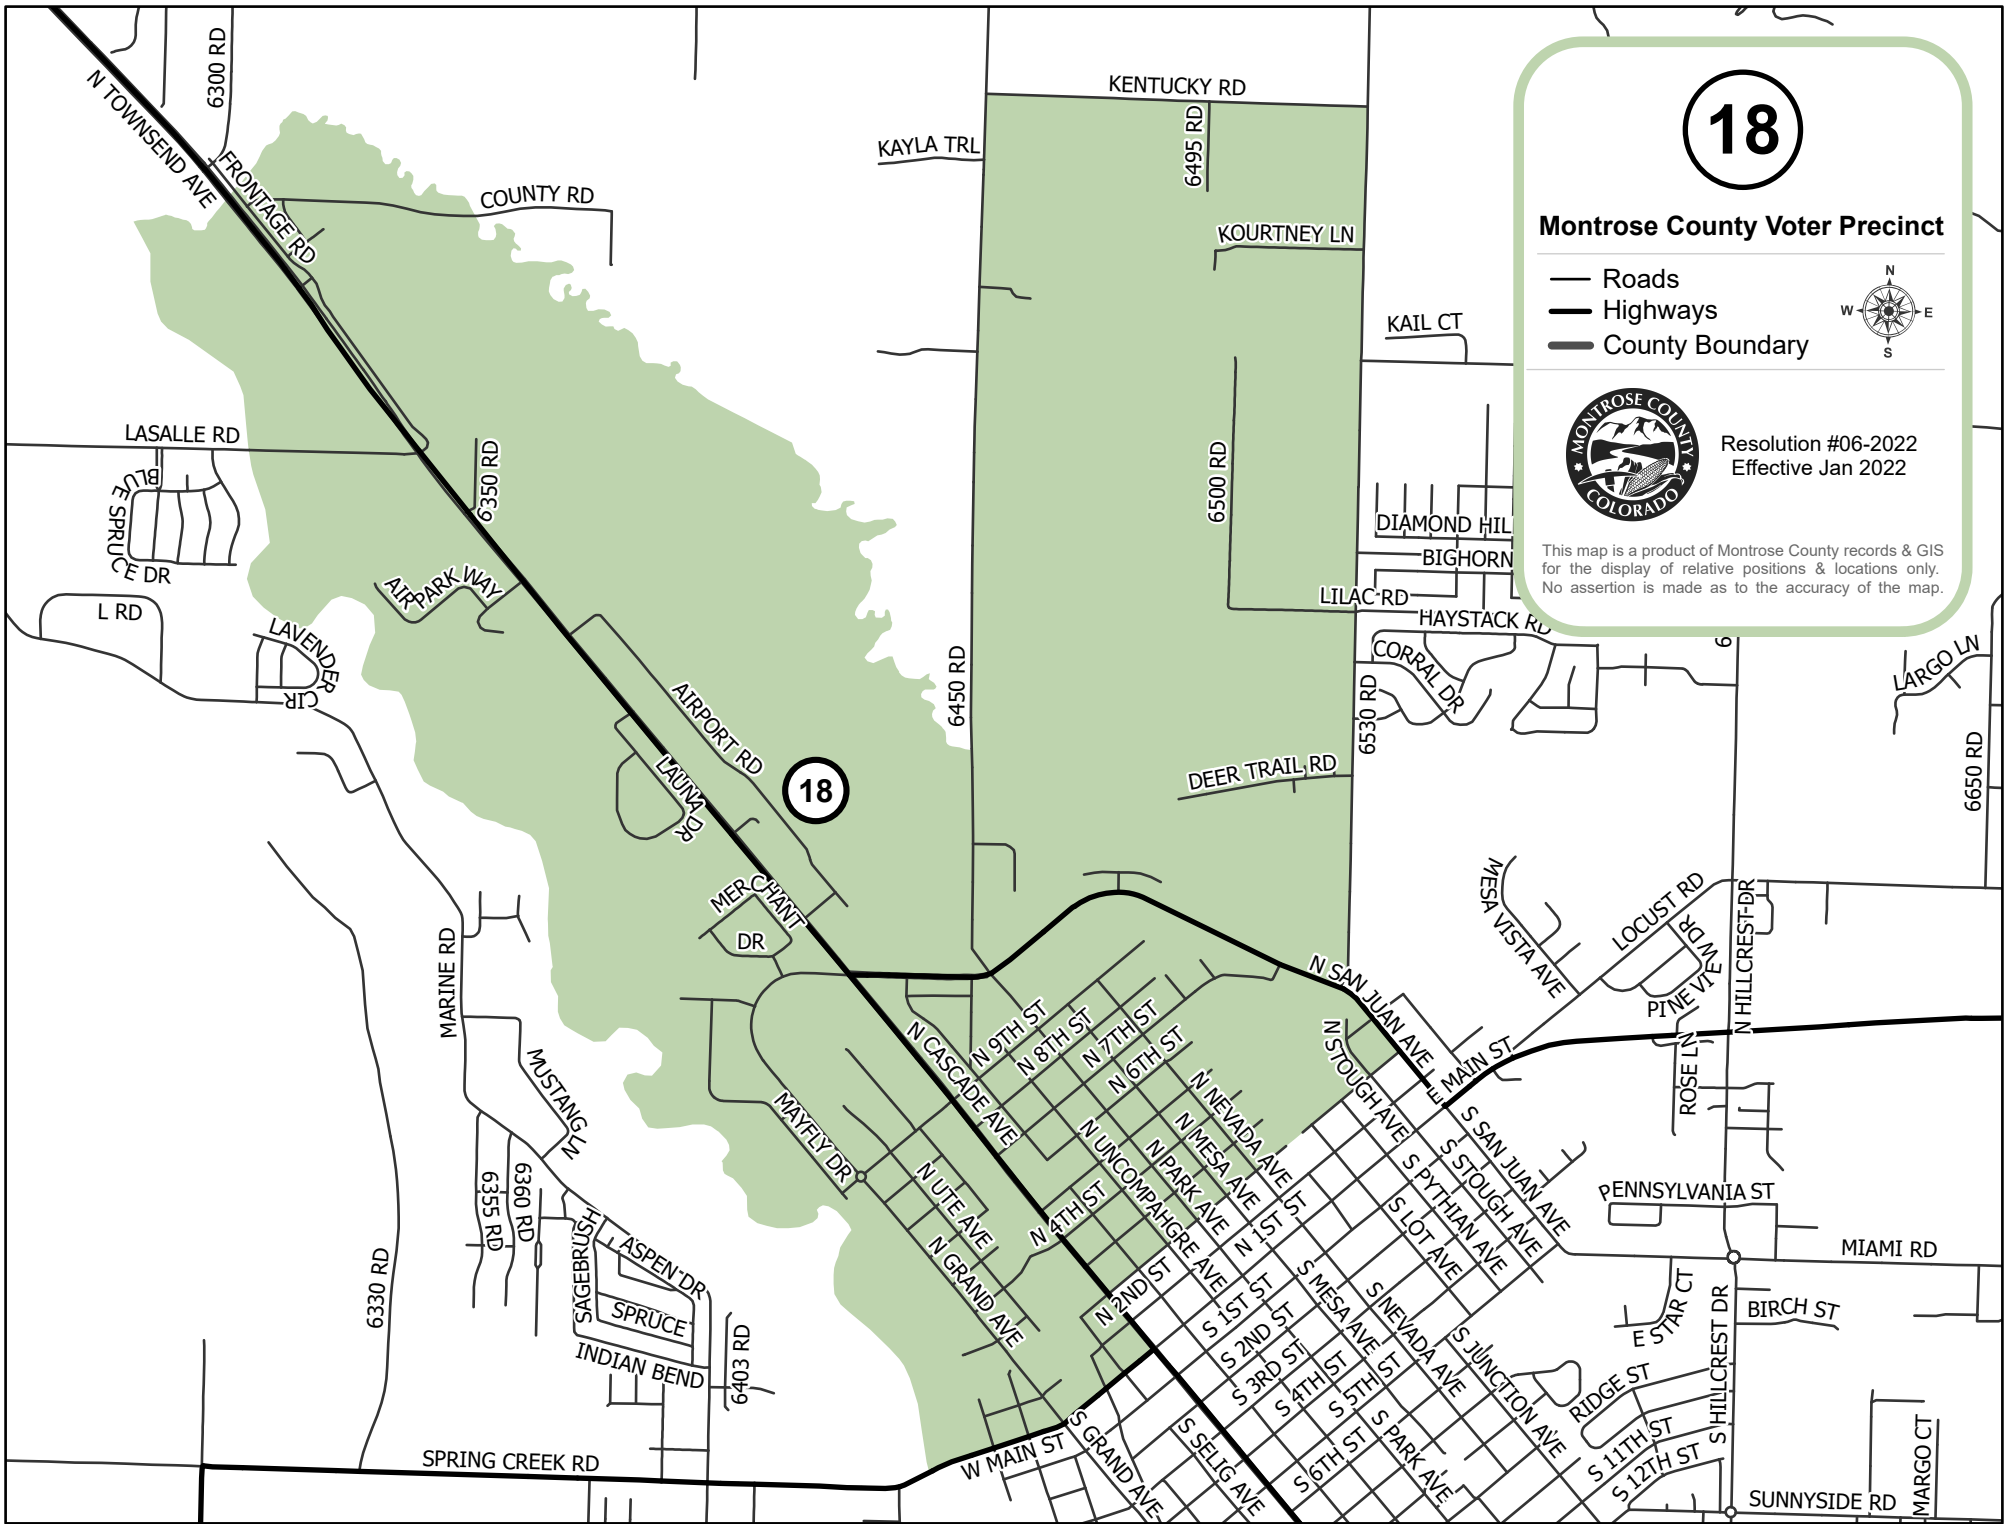 18
Montrose County Voter Precinct
Roads
Highways
County Boundary
N
W
E
S
MONTROSE COUNTY
COLORADO
Resolution #06-2022
Effective Jan 2022
This map is a product of Montrose County records & GIS
for the display of relative positions & locations only.
No assertion is made as to the accuracy of the map.
N TOWNSEND AVE
6300 RD
FRONTAGE RD
COUNTY RD
KAYLA TRL
KENTUCKY RD
6495 RD
KOURTNEY LN
KAIL CT
LASALLE RD
BLUE SPRUCE DR
6350 RD
6500 RD
DIAMOND HIL
BIGHORN
LILAC RD
HAYSTACK RD
CORRAL DR
6
LARGO LN
L RD
LAVENDER CIR
AIR PARK WAY
AIRPORT RD
LAUNA DR
18
6450 RD
6530 RD
6650 RD
DEER TRAIL RD
MERCHANT DR
MARINE RD
MESA VISTA AVE
LOCUST RD
PINE VIEW DR
N HILLCREST DR
N SAN JUAN AVE
N STOUGH AVE
E MAIN ST
ROSE LN
N CASCADE AVE
N 9TH ST
N 8TH ST
N 7TH ST
N 6TH ST
N NEVADA AVE
N MESA AVE
N PARK AVE
N UNCOMPAHGRE AVE
MAYFLY DR
MUSTANG LN
6355 RD
6360 RD
6330 RD
N UTE AVE
N GRAND AVE
N 4TH ST
N 2ND ST
N 1ST ST
S 1ST ST
S 2ND ST
S 3RD ST
S 4TH ST
S 5TH ST
S 6TH ST
S SAN JUAN AVE
S STOUGH AVE
S PYTHIAN AVE
S LOT AVE
S MESA AVE
S NEVADA AVE
S JUNCTION AVE
S PARK AVE
S SELIG AVE
S GRAND AVE
W MAIN ST
SAGEBRUSH
ASPEN DR
SPRUCE
INDIAN BEND
6403 RD
SPRING CREEK RD
PENNSYLVANIA ST
MIAMI RD
E STAR CT
BIRCH ST
S HILLCREST DR
RIDGE ST
S 11TH ST
S 12TH ST
SUNNYSIDE RD
MARGO CT